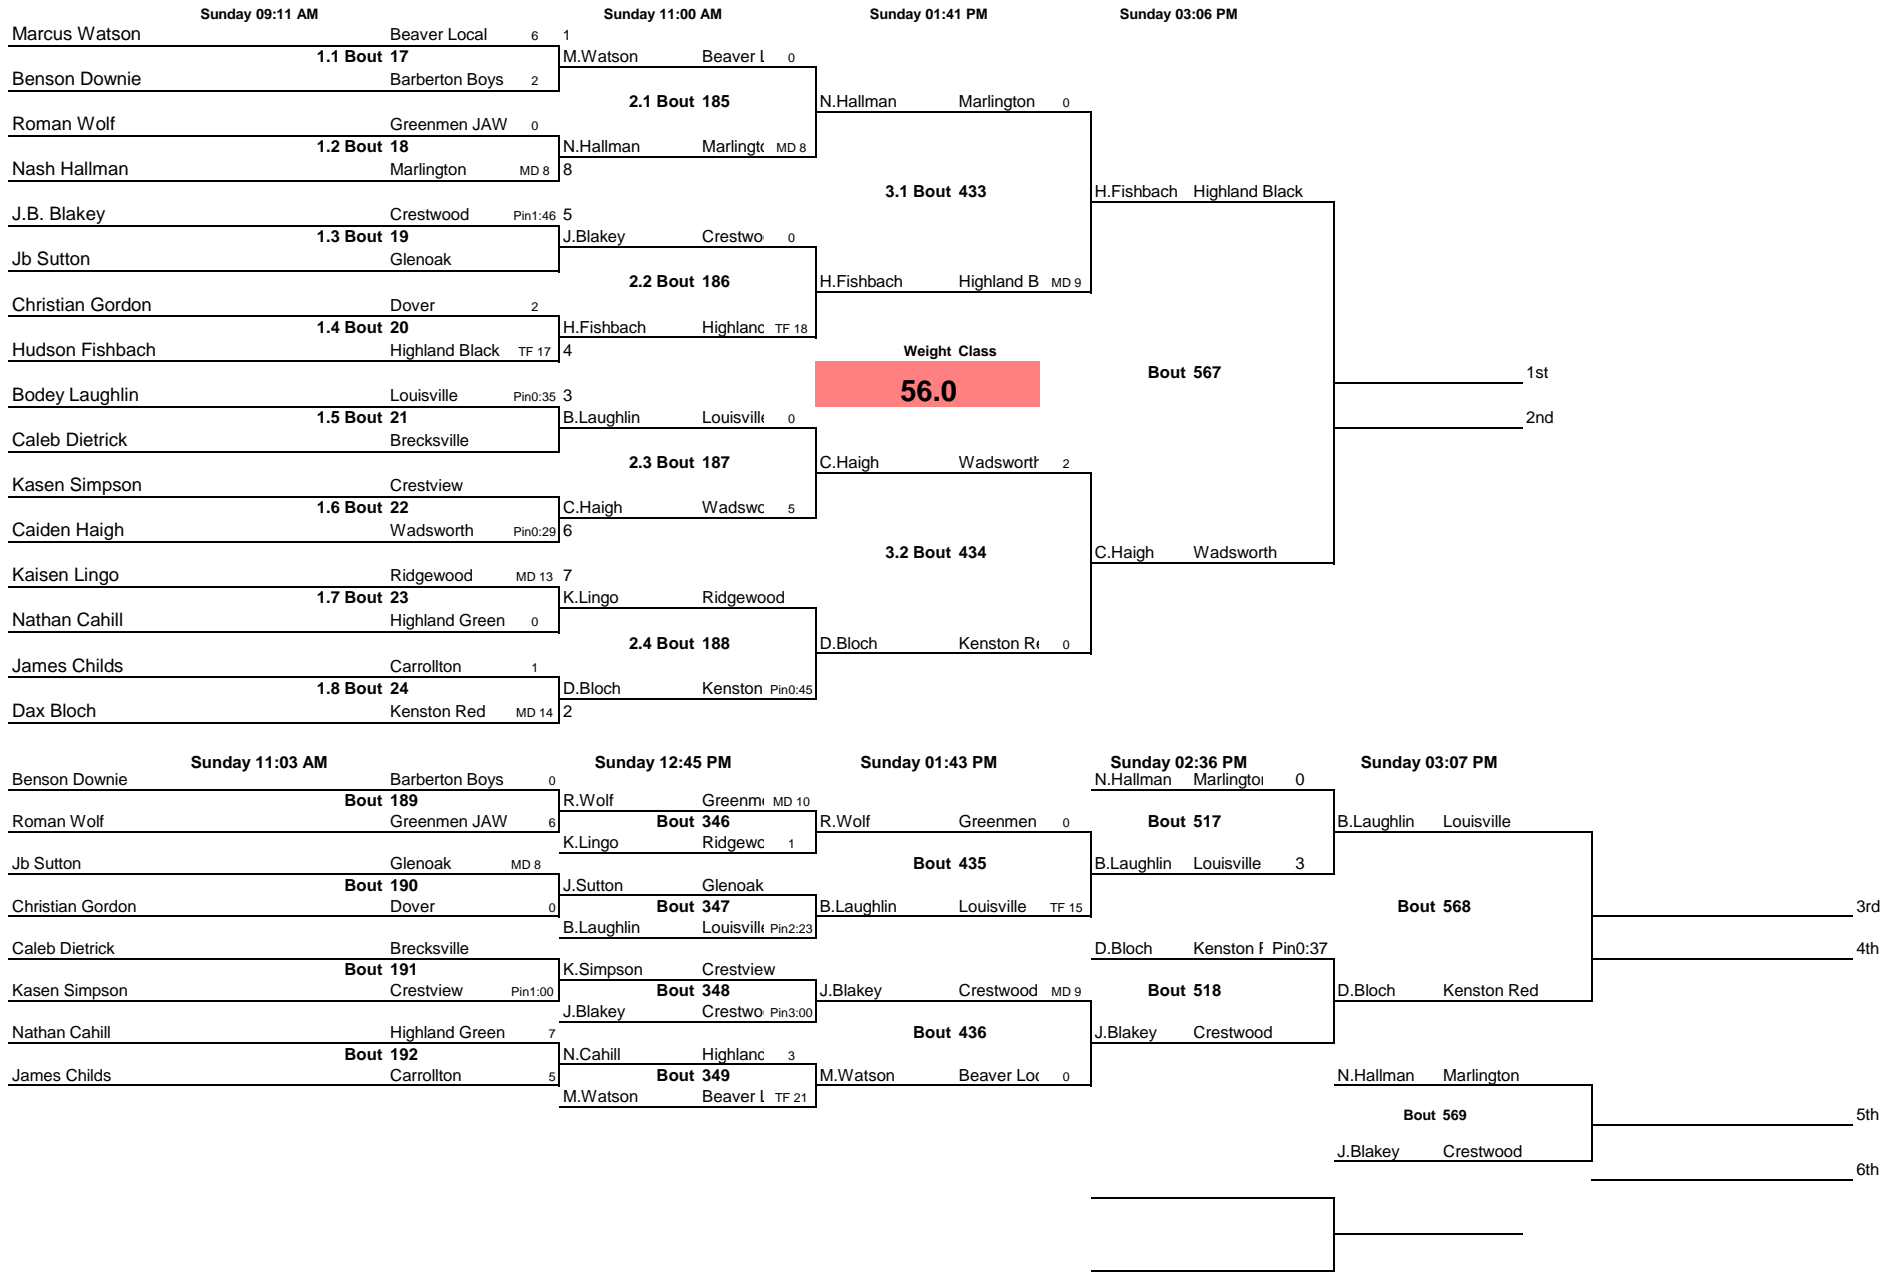 Sunday 09:11 AM Sunday 11:00 AM Sunday 01:41 PM Sunday 03:06 PM
Marcus Watson Beaver Local 6 1
1.1 Bout 17 M.Watson Beaver L 0
Benson Downie Barberton Boys 2
2.1 Bout 185 N.Hallman Marlington 0
Roman Wolf Greenmen JAW 0
1.2 Bout 18 N.Hallman Marlingt MD 8
Nash Hallman Marlington MD 8 8
3.1 Bout 433 H.Fishbach Highland Black
J.B. Blakey Crestwood Pin1:46 5
1.3 Bout 19 J.Blakey Crestwo 0
Jb Sutton Glenoak
2.2 Bout 186 H.Fishbach Highland B MD 9
Christian Gordon Dover 2
1.4 Bout 20 H.Fishbach Highland TF 18
Hudson Fishbach Highland Black TF 17 4 Weight Class
Bout 567 1st
Bodey Laughlin Louisville Pin0:35 3 56.0
1.5 Bout 21 B.Laughlin Louisvill 0 2nd
Caleb Dietrick Brecksville
2.3 Bout 187 C.Haigh Wadsworth 2
Kasen Simpson Crestview
1.6 Bout 22 C.Haigh Wadswo 5
Caiden Haigh Wadsworth Pin0:29 6
3.2 Bout 434 C.Haigh Wadsworth
Kaisen Lingo Ridgewood MD 13 7
1.7 Bout 23 K.Lingo Ridgewood
Nathan Cahill Highland Green 0
2.4 Bout 188 D.Bloch Kenston Re 0
James Childs Carrollton 1
1.8 Bout 24 D.Bloch Kenston Pin0:45
Dax Bloch Kenston Red MD 14 2
Sunday 11:03 AM Sunday 12:45 PM Sunday 01:43 PM Sunday 02:36 PM Sunday 03:07 PM
Benson Downie Barberton Boys 0 N.Hallman Marlingto 0
Bout 189 R.Wolf Greenm MD 10
Roman Wolf Greenmen JAW 6 Bout 346 R.Wolf Greenmen 0 Bout 517 B.Laughlin Louisville
K.Lingo Ridgewo 1
Jb Sutton Glenoak MD 8 Bout 435 B.Laughlin Louisville 3
Bout 190 J.Sutton Glenoak
Christian Gordon Dover 0 Bout 347 B.Laughlin Louisville TF 15 Bout 568 3rd
B.Laughlin Louisvill Pin2:23
Caleb Dietrick Brecksville D.Bloch Kenston Pin0:37 4th
Bout 191 K.Simpson Crestview
Kasen Simpson Crestview Pin1:00 Bout 348 J.Blakey Crestwood MD 9 Bout 518 D.Bloch Kenston Red
J.Blakey Crestwo Pin3:00
Nathan Cahill Highland Green 7 Bout 436 J.Blakey Crestwood
Bout 192 N.Cahill Highland 3
James Childs Carrollton 5 Bout 349 M.Watson Beaver Loc 0 N.Hallman Marlington
M.Watson Beaver L TF 21
Bout 569 5th
J.Blakey Crestwood
6th